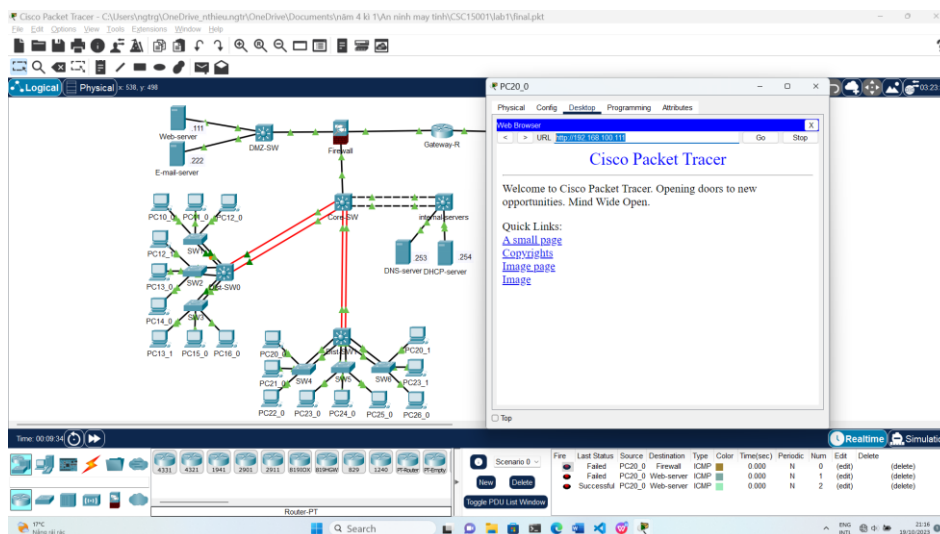 Cisco Packet Tracer - C:\Users\ngtrg\OneDrive_nthieu.ngtr\OneDrive\Documents\năm 4 kì 1\An ninh may tinh\CSC15001\lab1\final.pkt
File Edit Options View Tools Extensions Window Help
Logical Physical x: 538, y: 498
03:23:
.111
Web-server
DMZ-SW
Firewall
Gateway-R
.222
E-mail-server
PC10_0 PC12_0
Core-SW
SW1
PC12_0
.253 .254
DNS-server DHCP-server
SW2
PC13_0
SW3
PC14_0
PC13_1 PC15_0 PC16_0
PC20_0 PC20_1
PC21_0 SW4 SW5 SW6 PC23_1
PC22_0 PC23_0 PC24_0 PC25_0 PC26_0
PC20_0
Physical Config Desktop Programming Attributes
Web Browser X
< > URL http://192.168.100.111 Go Stop
Cisco Packet Tracer
Welcome to Cisco Packet Tracer. Opening doors to new
opportunities. Mind Wide Open.
Quick Links:
A small page
Copyrights
Image page
Image
Top
Time: 00:09:34
Realtime Simulatio
4331 4321 1941 2901 2911 819IOX 819HGW 829 1240 PT-Router PT-Empty
Router-PT
Scenario 0
New Delete
Toggle PDU List Window
Fire Last Status Source Destination Type Color Time(sec) Periodic Num Edit Delete
Failed PC20_0 Firewall ICMP 0.000 N 0 (edit) (delete)
Failed PC20_0 Web-server ICMP 0.000 N 1 (edit) (delete)
Successful PC20_0 Web-server ICMP 0.000 N 2 (edit) (delete)
17°C
Nắng rải rác
Search
ENG
INTL
21:16
19/10/2023